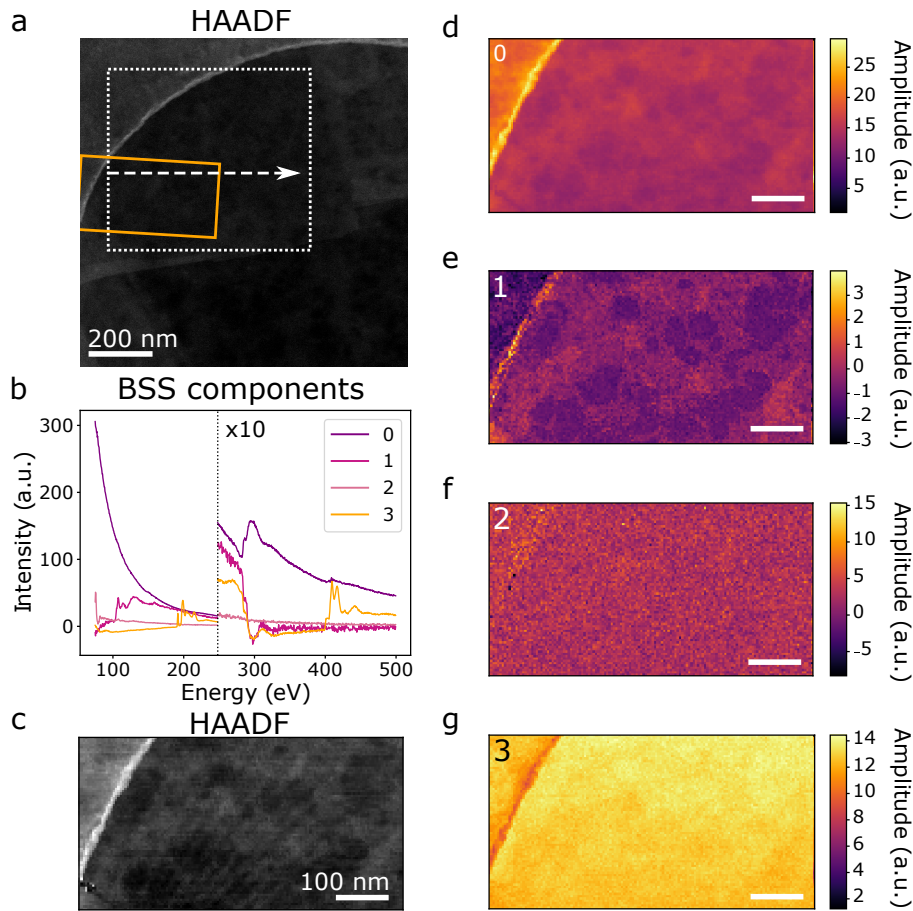 a
HAADF
200 nm
b
BSS components
Intensity (a.u.)
300
200
100
0
x10
0
1
2
3
100
200
300
400
500
Energy (eV)
c
HAADF
100 nm
d
0
25
20
15
10
5
Amplitude (a.u.)
e
1
3
2
1
0
−1
−2
−3
Amplitude (a.u.)
f
2
15
10
5
0
−5
Amplitude (a.u.)
g
3
14
12
10
8
6
4
2
Amplitude (a.u.)